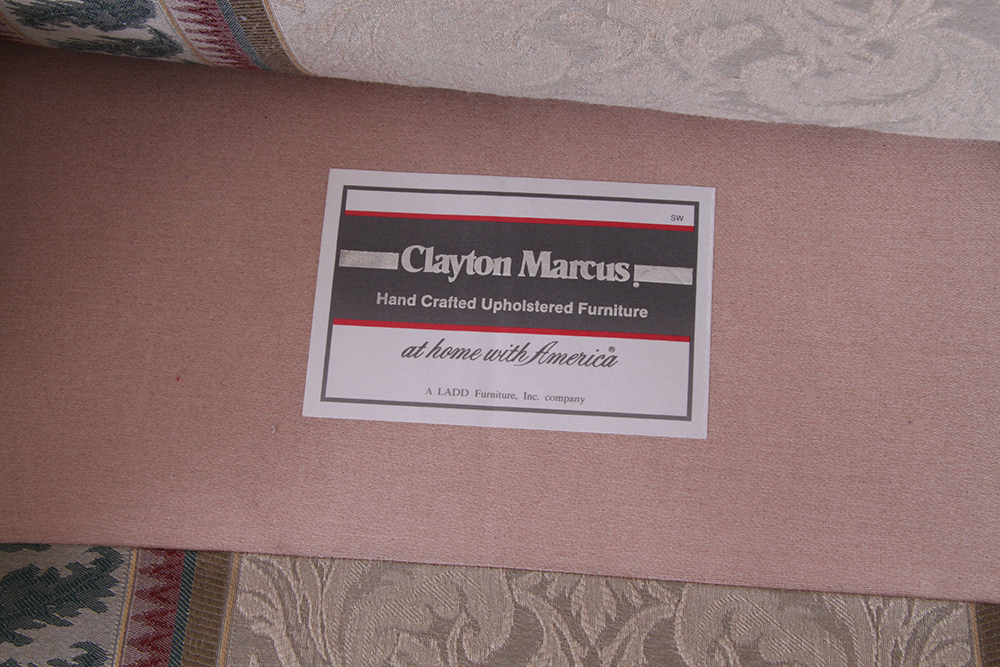 SW
Clayton Marcus®
Hand Crafted Upholstered Furniture
at home with America®
A LADD Furniture, Inc. company